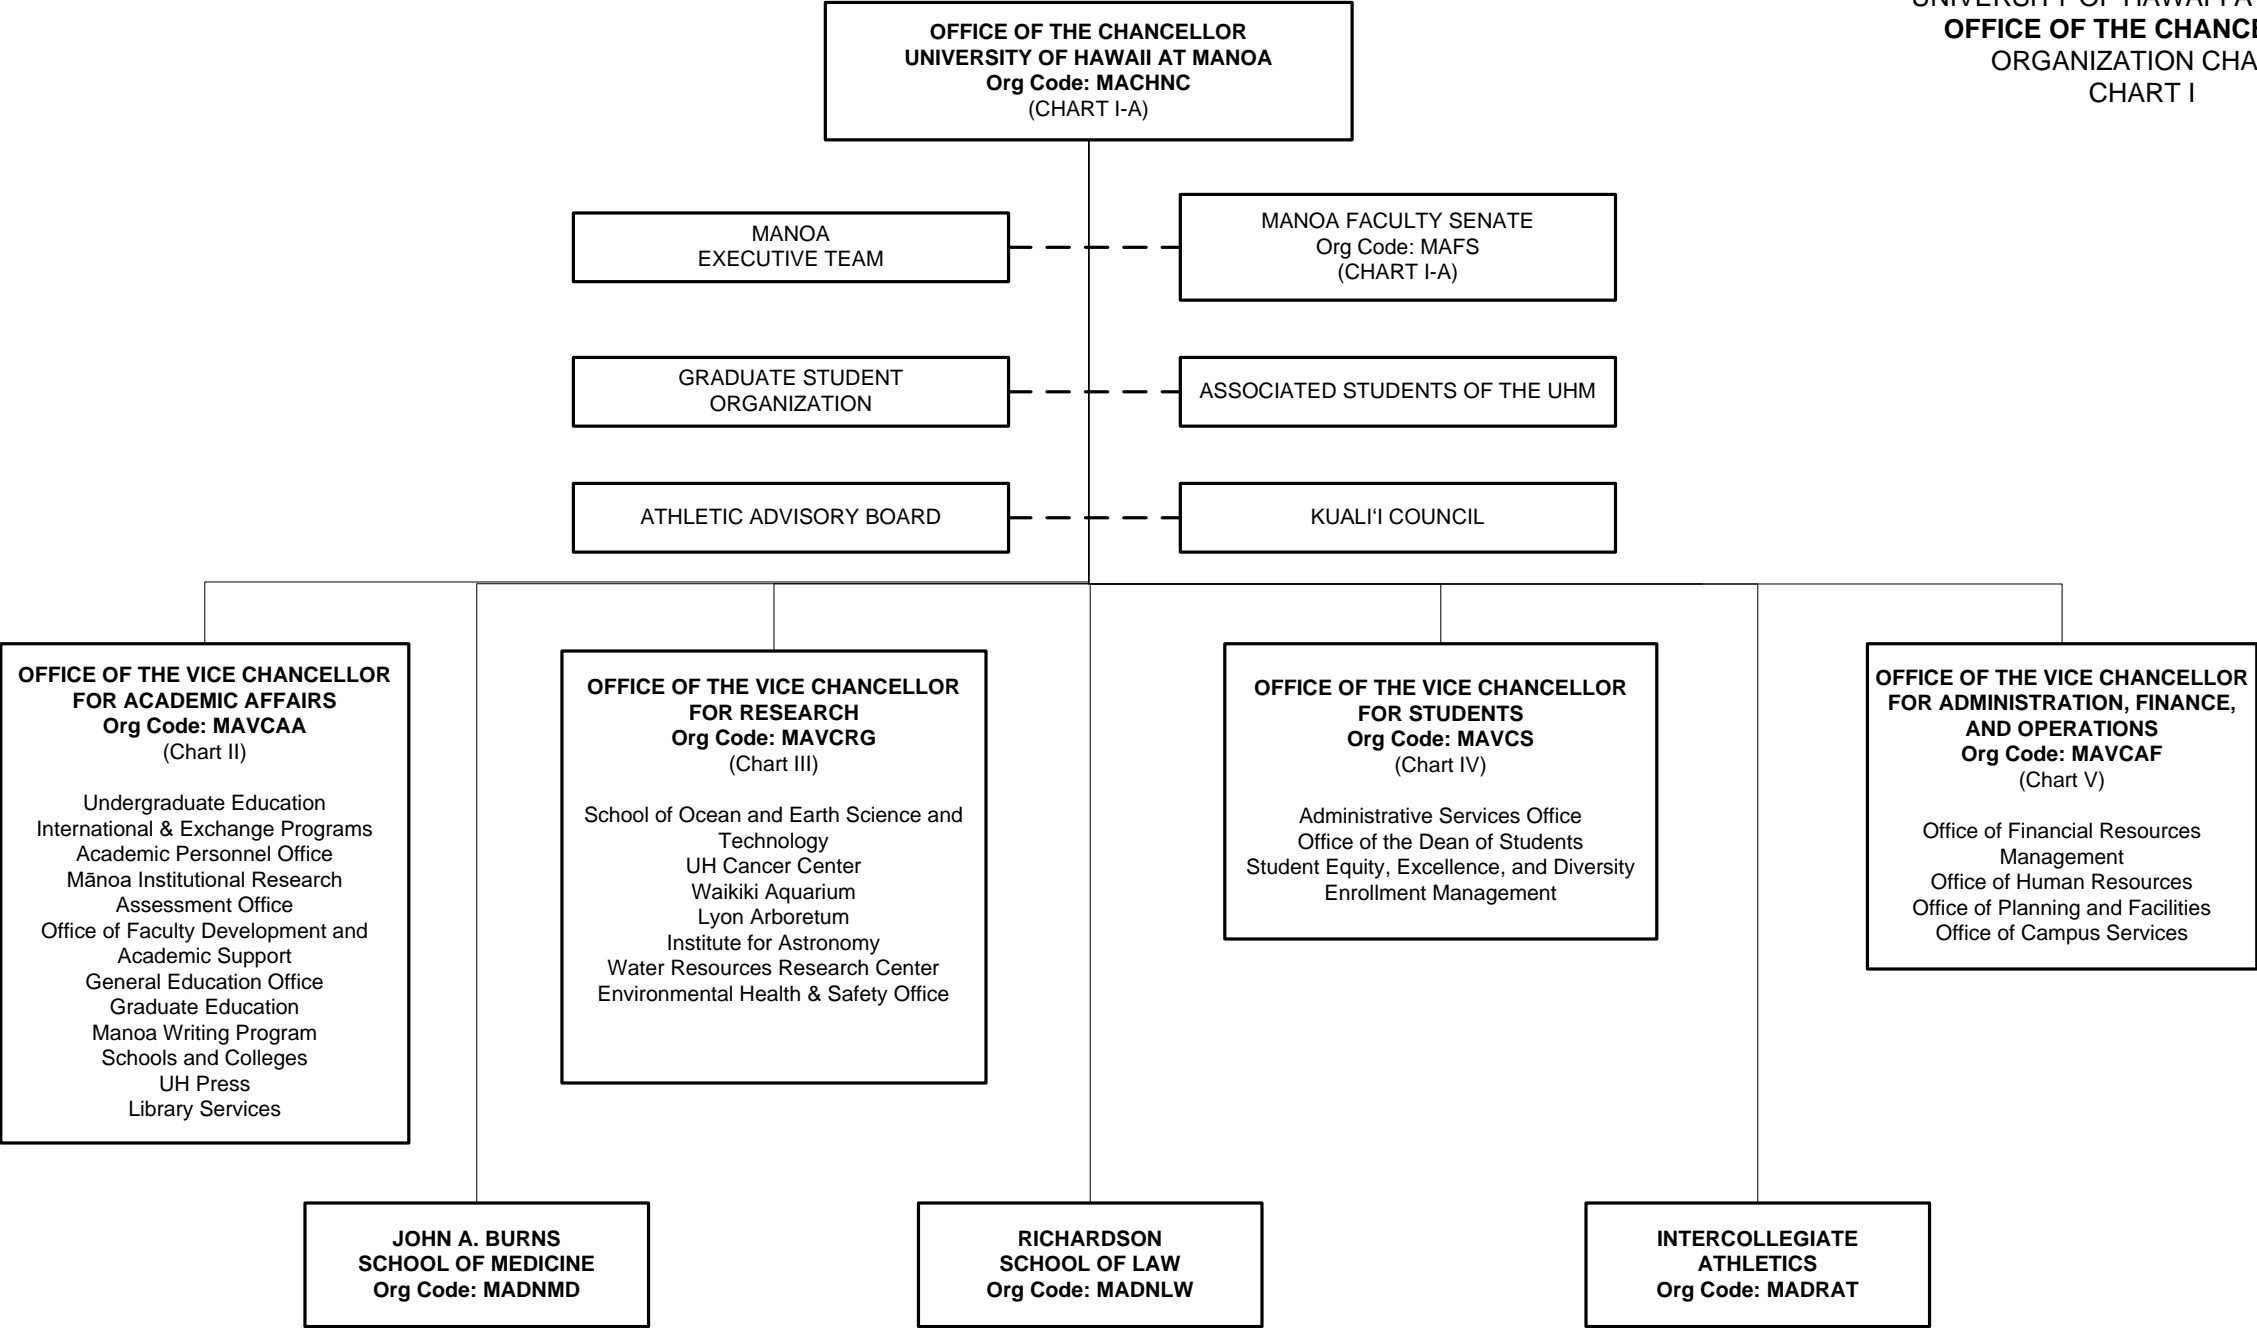 OFFICE OF THE CHANCELLOR
UNIVERSITY OF HAWAII AT MANOA
Org Code: MACHNC
(CHART I-A)
OFFICE OF THE
ORGANIZATION
CHART I
MANOA
EXECUTIVE TEAM
MANOA FACULTY SENATE
Org Code: MAFS
(CHART I-A)
GRADUATE STUDENT
ORGANIZATION
ASSOCIATED STUDENTS OF THE UHM
ATHLETIC ADVISORY BOARD
KUALI‘I COUNCIL
OFFICE OF THE VICE CHANCELLOR
FOR ACADEMIC AFFAIRS
Org Code: MAVCAA
(Chart II)
Undergraduate Education
International & Exchange Programs
Academic Personnel Office
Mānoa Institutional Research
Assessment Office
Office of Faculty Development and
Academic Support
General Education Office
Graduate Education
Manoa Writing Program
Schools and Colleges
UH Press
Library Services
OFFICE OF THE VICE CHANCELLOR
FOR RESEARCH
Org Code: MAVCRG
(Chart III)
School of Ocean and Earth Science and
Technology
UH Cancer Center
Waikiki Aquarium
Lyon Arboretum
Institute for Astronomy
Water Resources Research Center
Environmental Health & Safety Office
OFFICE OF THE VICE CHANCELLOR
FOR STUDENTS
Org Code: MAVCS
(Chart IV)
Administrative Services Office
Office of the Dean of Students
Student Equity, Excellence, and Diversity
Enrollment Management
OFFICE OF THE VICE CHANCELLOR
FOR ADMINISTRATION, FINANCE,
AND OPERATIONS
Org Code: MAVCAF
(Chart V)
Office of Financial Resources
Management
Office of Human Resources
Office of Planning and Facilities
Office of Campus Services
JOHN A. BURNS
SCHOOL OF MEDICINE
Org Code: MADNMD
RICHARDSON
SCHOOL OF LAW
Org Code: MADNLW
INTERCOLLEGIATE
ATHLETICS
Org Code: MADRAT